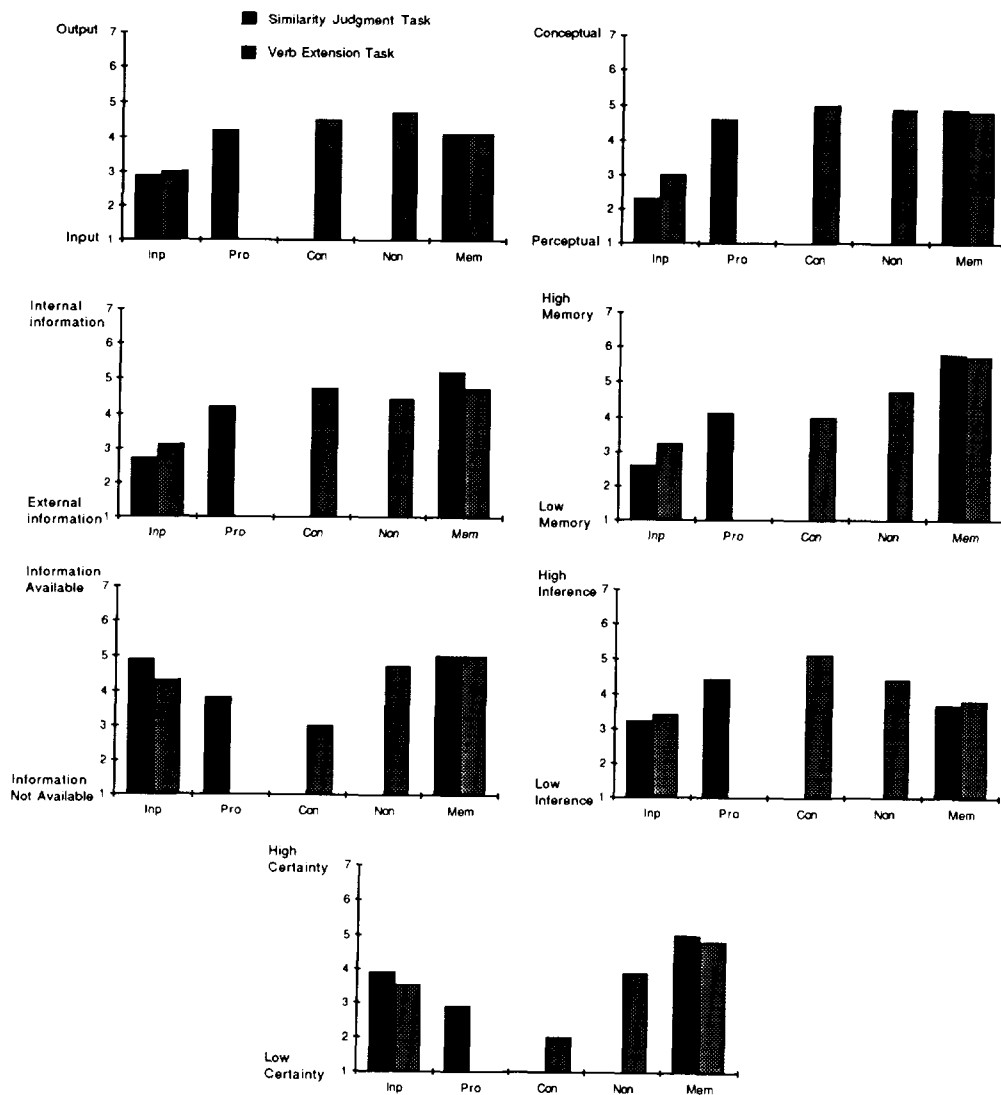 Similarity Judgment Task
Verb Extension Task
Output
7
6
5
4
3
2
Input
1
Inp Pro Con Non Mem
Conceptual
7
6
5
4
3
2
Perceptual
1
Inp Pro Con Non Mem
Internal
information
7
6
5
4
3
2
External
information
1
Inp Pro Con Non Mem
High
Memory
7
6
5
4
3
2
Low
Memory
1
Inp Pro Con Non Mem
Information
Available
7
6
5
4
3
2
Information
Not Available
1
Inp Pro Con Non Mem
High
Inference
7
6
5
4
3
2
Low
Inference
1
Inp Pro Con Non Mem
High
Certainty
7
6
5
4
3
2
Low
Certainty
1
Inp Pro Con Non Mem